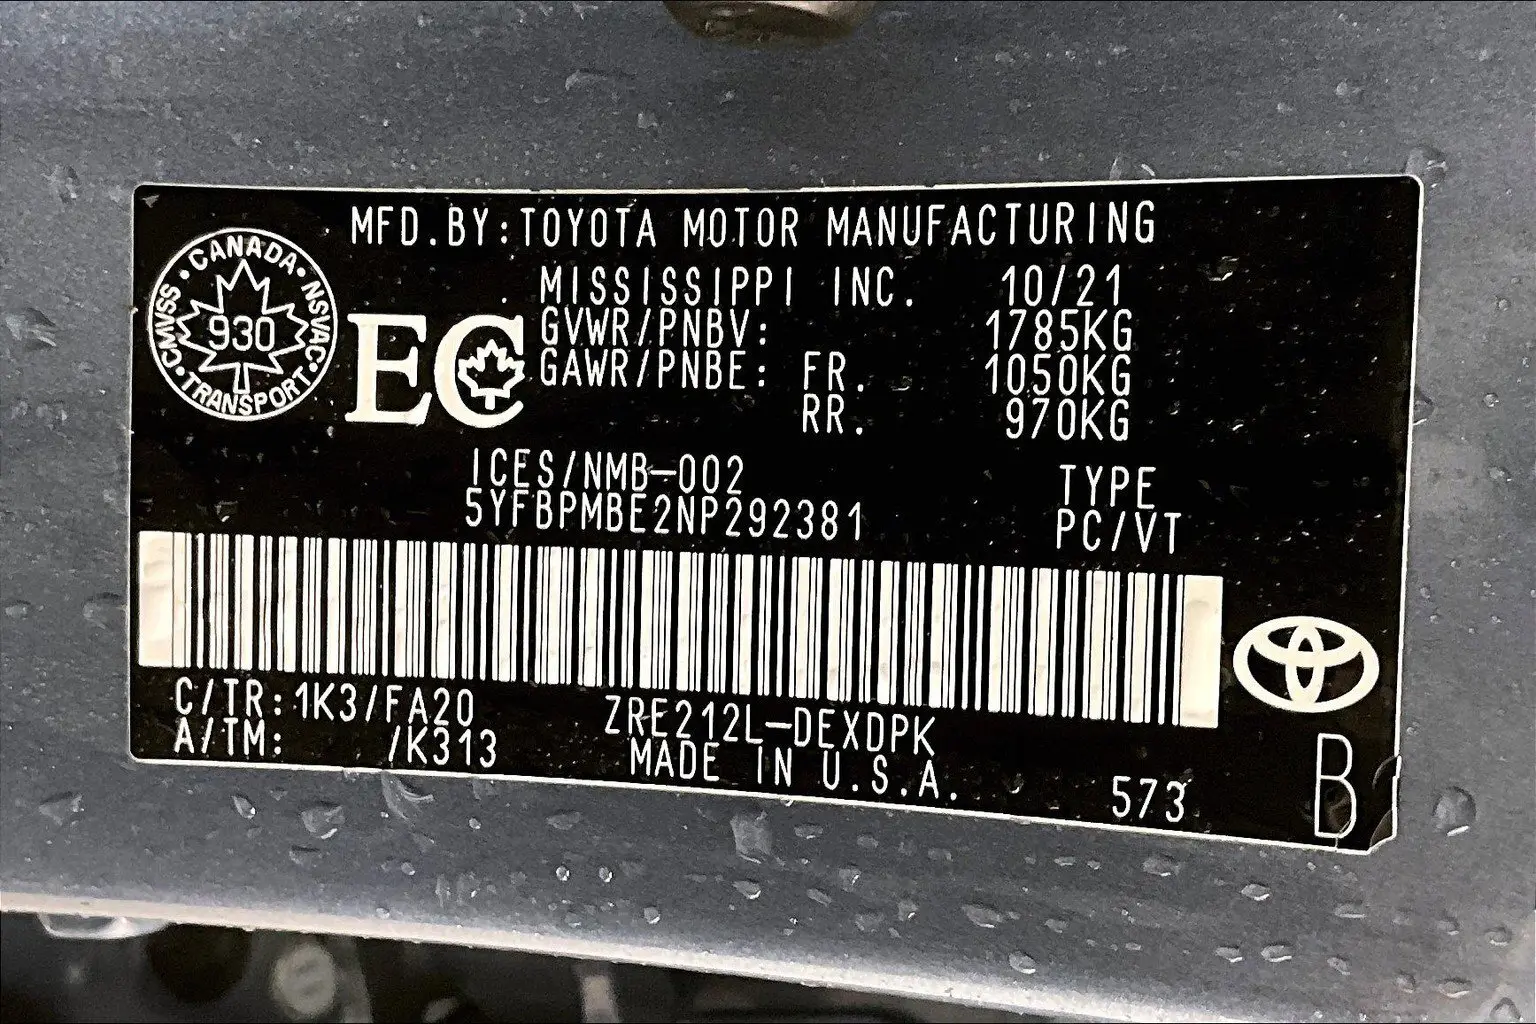 MFD.BY:TOYOTA MOTOR MANUFACTURING
MISSISSIPPI INC. 10/21
GVWR/PNBV: 1785KG
GAWR/PNBE: FR. 1050KG
RR. 970KG
CANADA
CMVSS 930 NSVAC
TRANSPORT
EC
ICES/NMB-002 TYPE
5YFBPMBE2NP292381 PC/VT
C/TR:1K3/FA20 ZRE212L-DEXDPK
A/TM: /K313 MADE IN U.S.A. 573 B